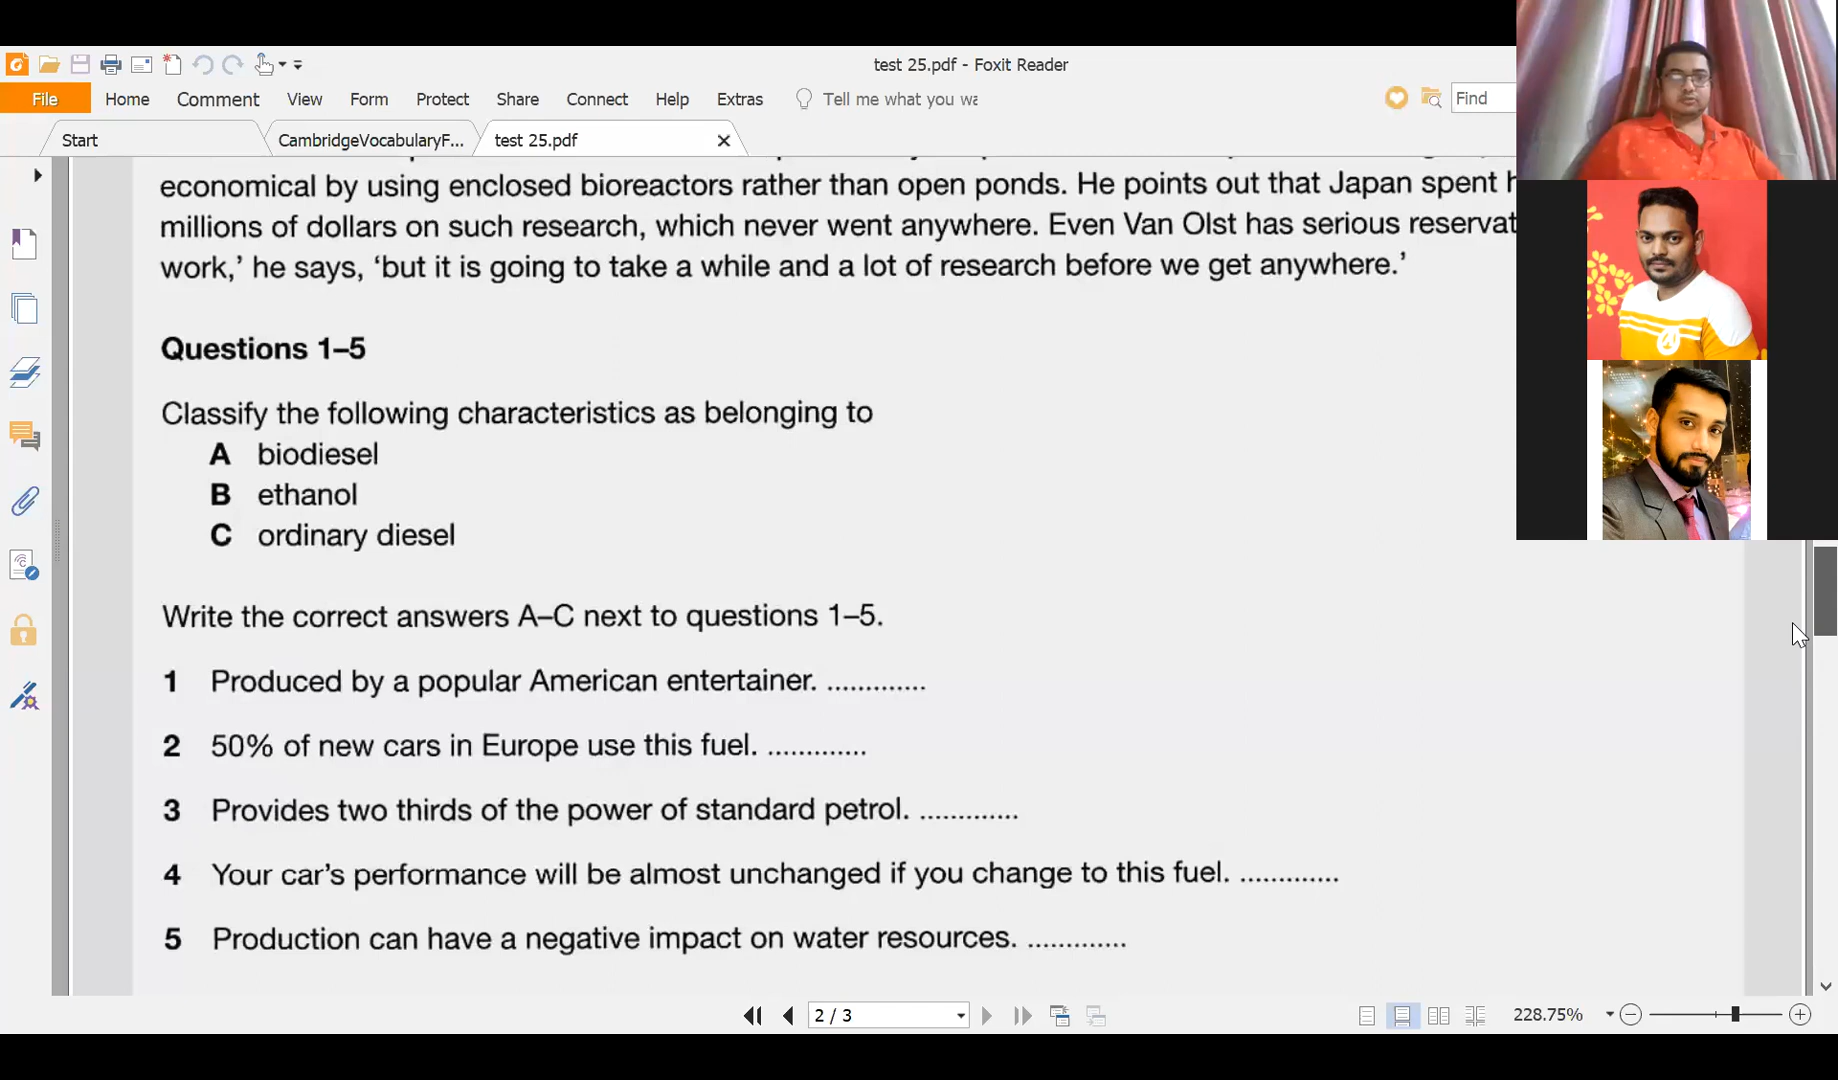 test 25.pdf - Foxit Reader
File Home Comment View Form Protect Share Connect Help Extras Tell me what you wa Find
Start CambridgeVocabularyF... test 25.pdf
economical by using enclosed bioreactors rather than open ponds. He points out that Japan spent h
millions of dollars on such research, which never went anywhere. Even Van Olst has serious reservat
work,’ he says, ‘but it is going to take a while and a lot of research before we get anywhere.’
Questions 1–5
Classify the following characteristics as belonging to
A biodiesel
B ethanol
C ordinary diesel
Write the correct answers A–C next to questions 1–5.
1 Produced by a popular American entertainer. .............
2 50% of new cars in Europe use this fuel. .............
3 Provides two thirds of the power of standard petrol. .............
4 Your car’s performance will be almost unchanged if you change to this fuel. .............
5 Production can have a negative impact on water resources. .............
2 / 3 228.75%